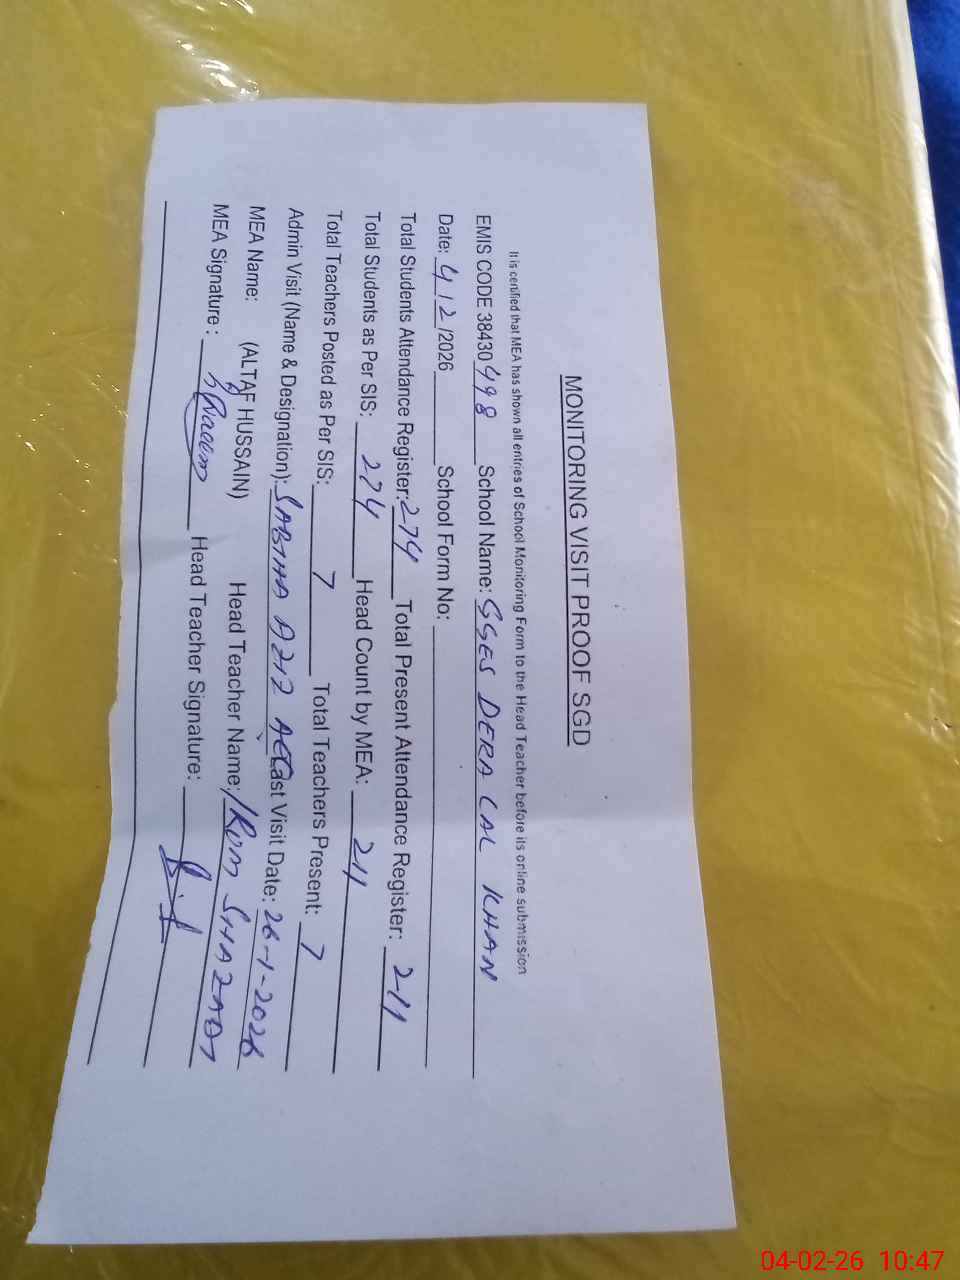 MONITORING VISIT PROOF SGD
It is certified that MEA has shown all entries of School Monitoring Form to the Head Teacher before its online submission
EMIS CODE 38430498 School Name: GGES DERA LAL KHAN
Date: 4/2/2026 School Form No:
Total Students Attendance Register: 274 Total Present Attendance Register: 211
Total Students as Per SIS: 274 Head Count by MEA: 211
Total Teachers Posted as Per SIS: 7 Total Teachers Present: 7
Admin Visit (Name & Designation): SABIHA AZIZ AEO Last Visit Date: 26-1-2026
MEA Name: (ALTAF HUSSAIN) Head Teacher Name: IRUM SHAZADI
MEA Signature: Head Teacher Signature:
04-02-26 10:47